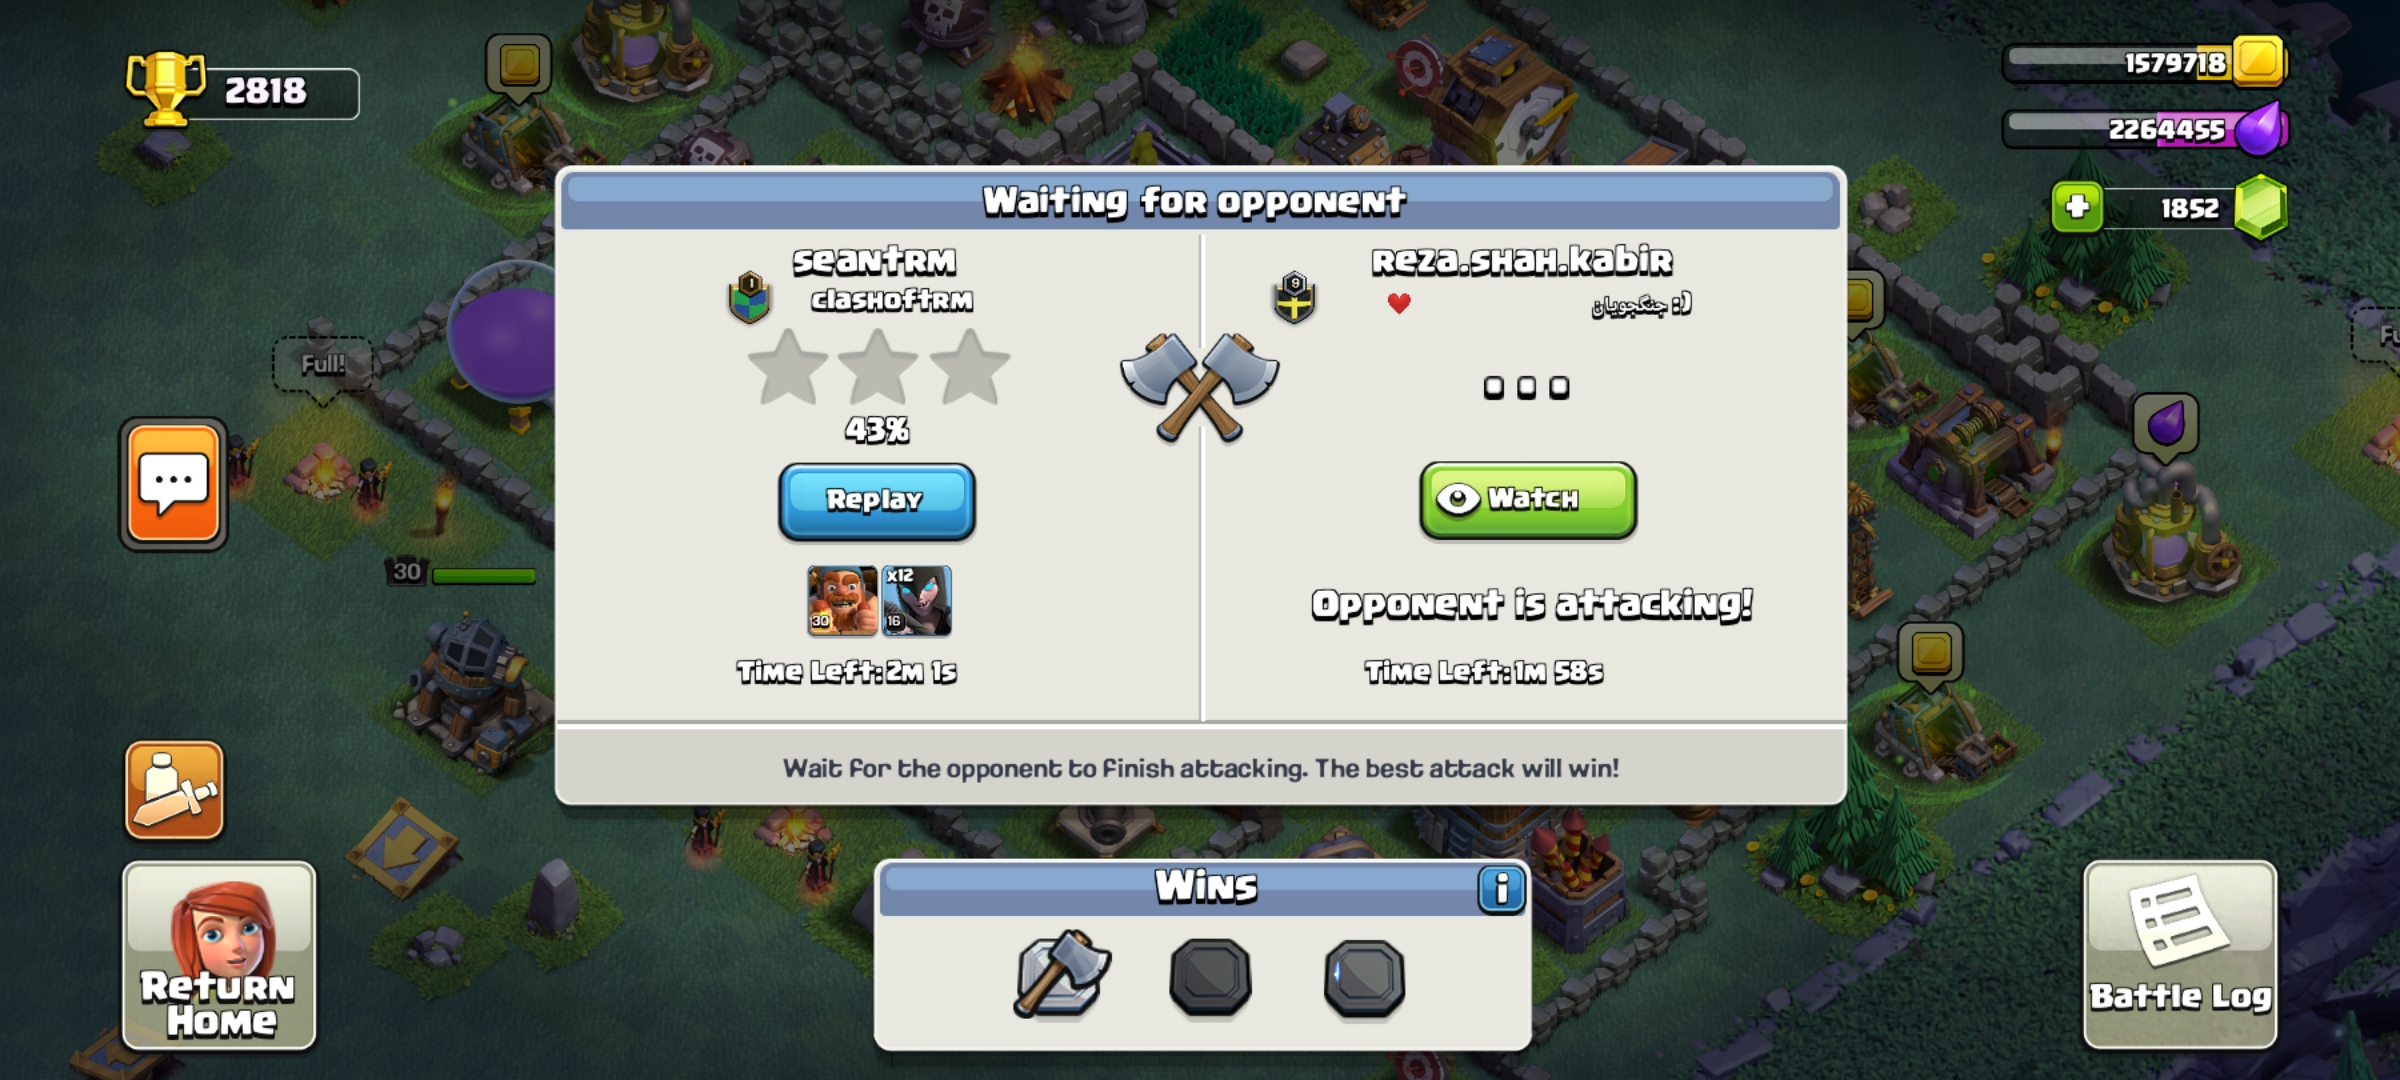 2818
1579718
2264455
1852
Waiting for opponent
seantrm
1
clashoftrm
43%
Replay
x12
30
16
Time Left:2m 1s
reza.shah.kabir
9
❤ جنگجویان :)
Watch
Opponent is attacking!
Time Left:1m 58s
Wait for the opponent to finish attacking. The best attack will win!
Full!
30
Wins
i
Return
Home
Battle Log